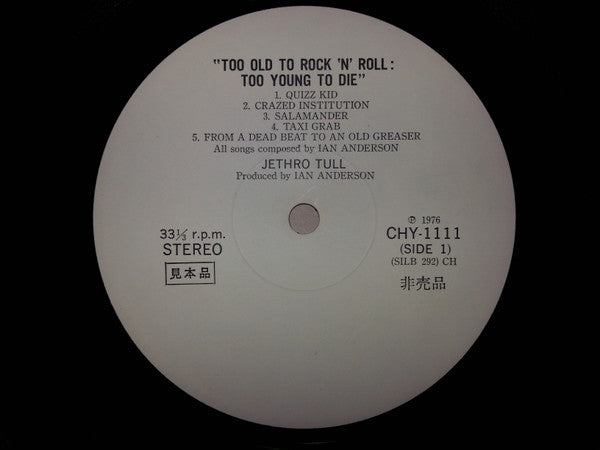 "TOO OLD TO ROCK 'N' ROLL:
TOO YOUNG TO DIE"
1. QUIZZ KID
2. CRAZED INSTITUTION
3. SALAMANDER
4. TAXI GRAB
5. FROM A DEAD BEAT TO AN OLD GREASER
All songs composed by IAN ANDERSON
JETHRO TULL
Produced by IAN ANDERSON
33⅓ r.p.m.
STEREO
見本品
℗ 1976
CHY-1111
(SIDE 1)
(SILB 292) CH
非売品